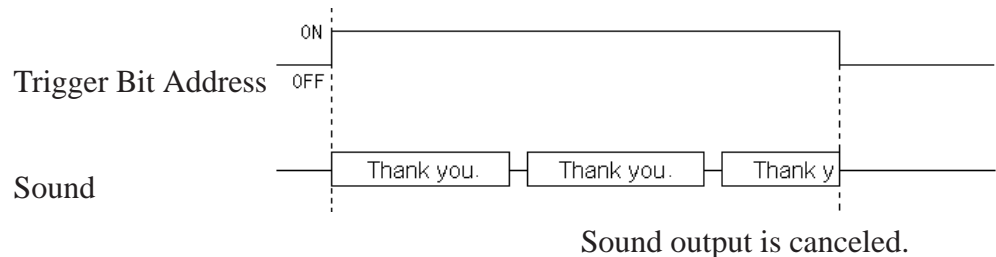 ON
Trigger Bit Address OFF
Thank you. Thank you. Thank y
Sound
Sound output is canceled.